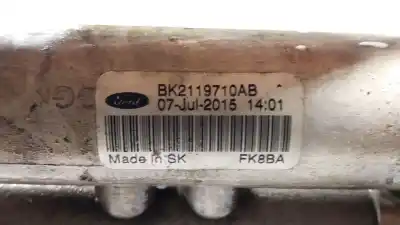 Ford
BK2119710AB
07-Jul-2015 14:01
Made in SK FK8BA